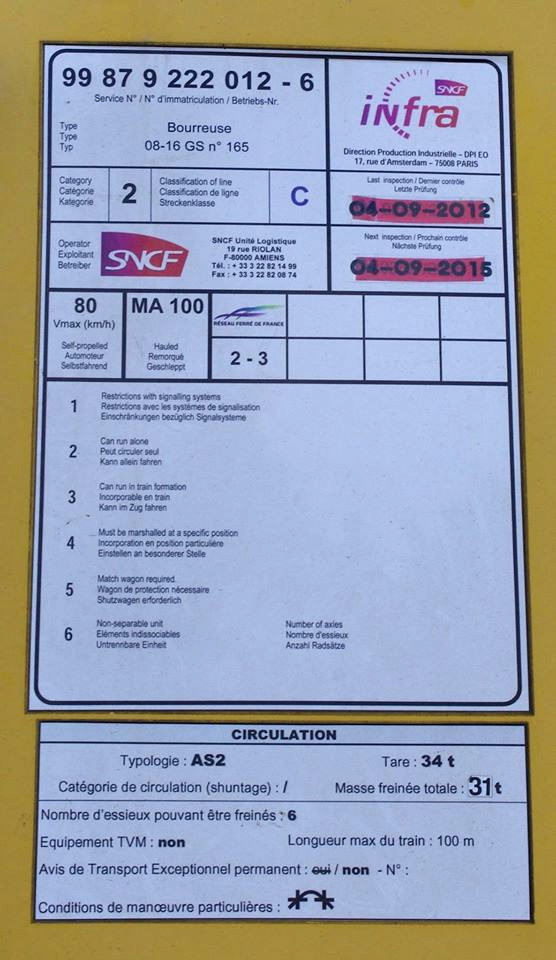 99 87 9 222 012 - 6
Service N° / N° d'immatriculation / Betriebs-Nr.
Type
Type
Typ
Bourreuse
08-16 GS n° 165
SNCF
infra
Direction Production Industrielle – DPI EO
17, rue d'Amsterdam - 75008 PARIS
Category
Catégorie
Kategorie
2
Classification of line
Classification de ligne
Streckenklasse
C
Last inspection / Dernier contrôle
Letzte Prüfung
04-09-2012
Operator
Exploitant
Betreiber
SNCF
SNCF Unité Logistique
19 rue RIOLAN
F-80000 AMIENS
Tél. : + 33 3 22 82 14 99
Fax : + 33 3 22 82 08 74
Next inspection / Prochain contrôle
Nächste Prüfung
04-09-2015
80
Vmax (km/h)
Self-propelled
Automoteur
Selbstfahrend
MA 100
Hauled
Remorqué
Geschleppt
RÉSEAU FERRÉ DE FRANCE
2 - 3
1
Restrictions with signalling systems
Restrictions avec les systèmes de signalisation
Einschränkungen bezüglich Signalsysteme
2
Can run alone
Peut circuler seul
Kann allein fahren
3
Can run in train formation
Incorporable en train
Kann im Zug fahren
4
Must be marshalled at a specific position
Incorporation en position particulière
Einstellen an besonderer Stelle
5
Match wagon required
Wagon de protection nécessaire
Shutzwagen erforderlich
6
Non-separable unit
Eléments indissociables
Untrennbare Einheit
Number of axles
Nombre d'essieux
Anzahl Radsätze
CIRCULATION
Typologie : AS2 Tare : 34 t
Catégorie de circulation (shuntage) : / Masse freinée totale : 31 t
Nombre d'essieux pouvant être freinés : 6
Equipement TVM : non Longueur max du train : 100 m
Avis de Transport Exceptionnel permanent : oui / non - N° :
Conditions de manœuvre particulières :